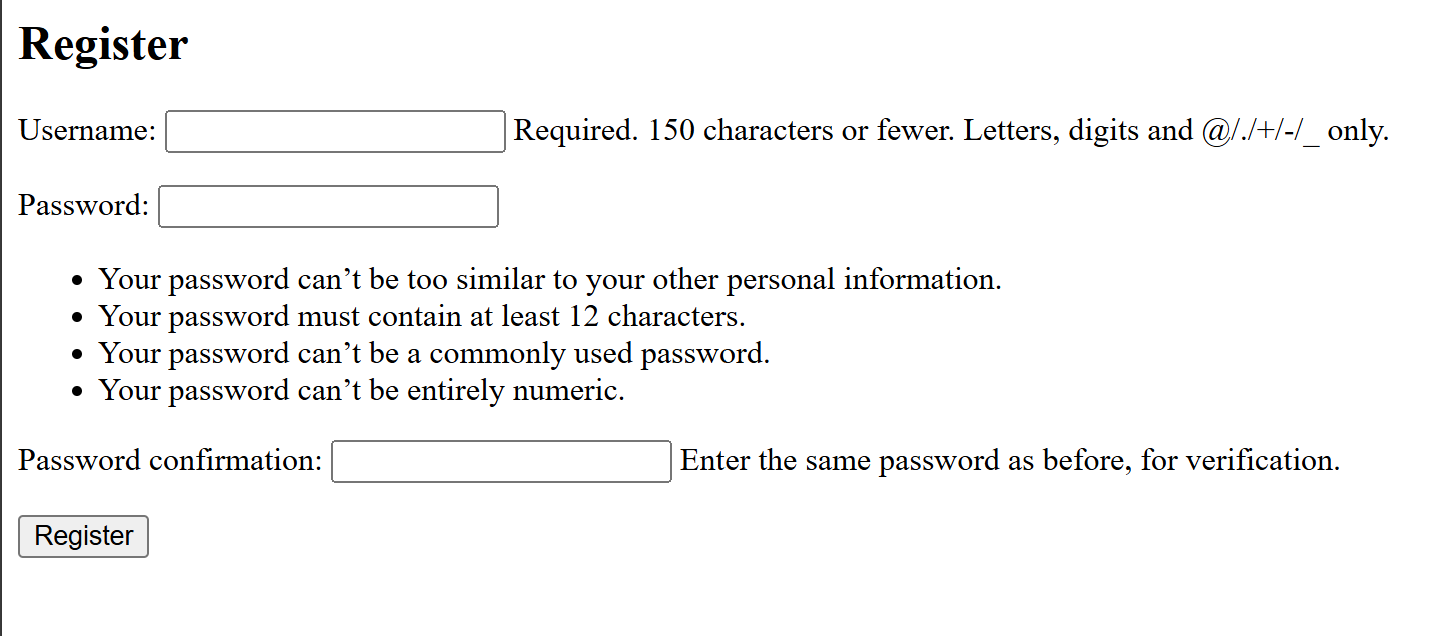 Register
Username: Required. 150 characters or fewer. Letters, digits and @/./+/-/_ only.
Password:
• Your password can’t be too similar to your other personal information.
• Your password must contain at least 12 characters.
• Your password can’t be a commonly used password.
• Your password can’t be entirely numeric.
Password confirmation: Enter the same password as before, for verification.
Register